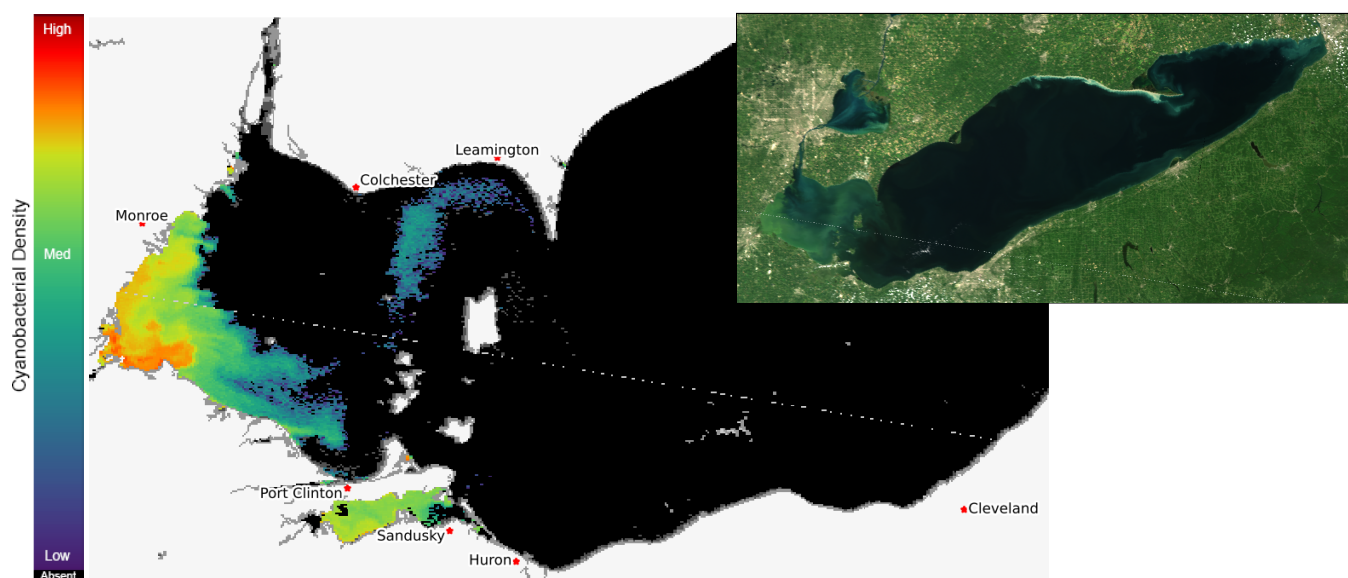 High
Med
Low
Absent
Cyanobacterial Density
Leamington
Colchester
Monroe
Port Clinton
Sandusky
Huron
Cleveland